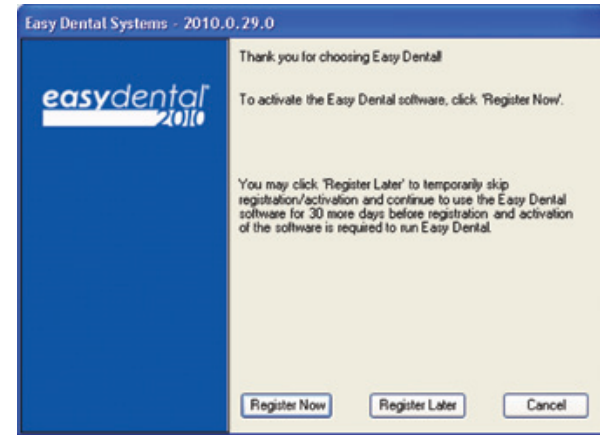 Easy Dental Systems - 2010.0.29.0
easydental
2010
Thank you for choosing Easy Dental!
To activate the Easy Dental software, click 'Register Now'.
You may click 'Register Later' to temporarily skip
registration/activation and continue to use the Easy Dental
software for 30 more days before registration and activation
of the software is required to run Easy Dental.
Register Now
Register Later
Cancel